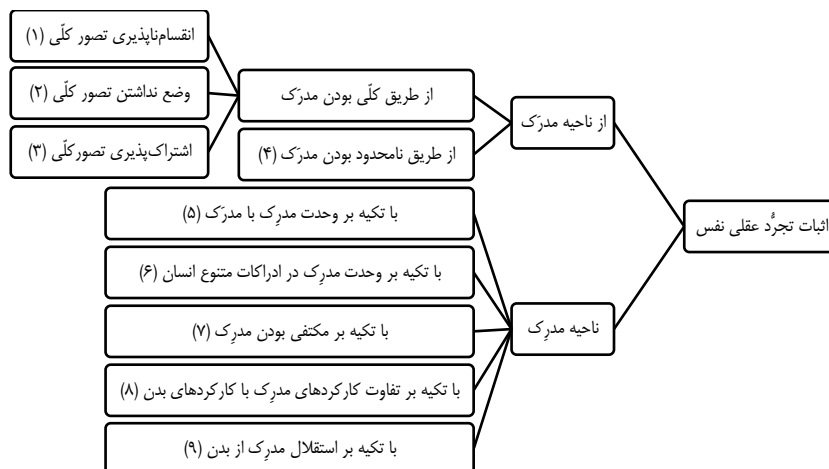 اثبات تجرُّد عقلی نفس
از ناحیه مدرَک
از طریق کلّی بودن مدرَک
انقسام‌ناپذیری تصور کلّی (۱)
وضع نداشتن تصور کلّی (۲)
اشتراک‌پذیری تصورکلّی (۳)
از طریق نامحدود بودن مدرَک (۴)
ناحیه مدرِک
با تکیه بر وحدت مدرِک با مدرَک (۵)
با تکیه بر وحدت مدرِک در ادراکات متنوع انسان (۶)
با تکیه بر مکتفی بودن مدرِک (۷)
با تکیه بر تفاوت کارکردهای مدرِک با کارکردهای بدن (۸)
با تکیه بر استقلال مدرِک از بدن (۹)